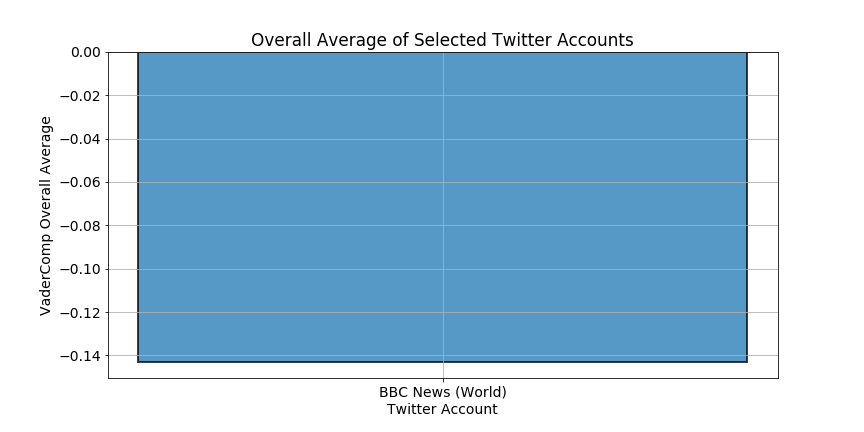 Overall Average of Selected Twitter Accounts
0.00
−0.02
−0.04
−0.06
−0.08
−0.10
−0.12
−0.14
VaderComp Overall Average
BBC News (World)
Twitter Account